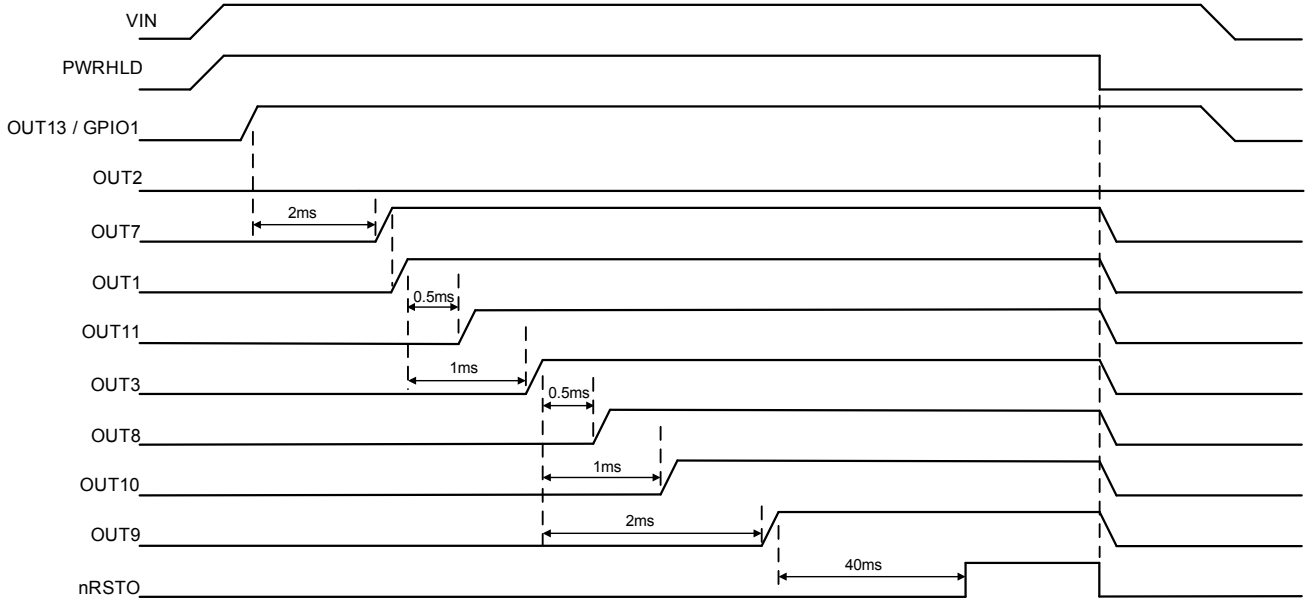 VIN
PWRHLD
OUT13 / GPIO1
OUT2
2ms
OUT7
OUT1
0.5ms
OUT11
1ms
OUT3
0.5ms
OUT8
1ms
OUT10
2ms
OUT9
40ms
nRSTO